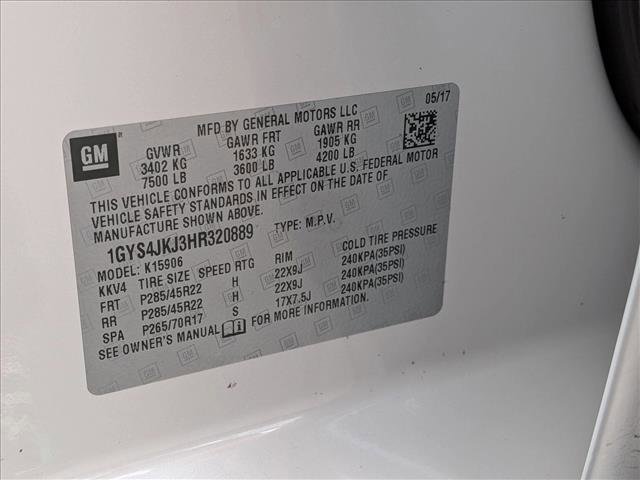 MFD BY GENERAL MOTORS LLC 05/17
GM
GVWR GAWR FRT GAWR RR
3402 KG 1633 KG 1905 KG
7500 LB 3600 LB 4200 LB
THIS VEHICLE CONFORMS TO ALL APPLICABLE U.S. FEDERAL MOTOR
VEHICLE SAFETY STANDARDS IN EFFECT ON THE DATE OF
MANUFACTURE SHOWN ABOVE.
1GYS4JKJ3HR320889 TYPE: M.P.V.
MODEL: K15906
KKV4 TIRE SIZE SPEED RTG RIM COLD TIRE PRESSURE
FRT P285/45R22 H 22X9J 240KPA(35PSI)
RR P285/45R22 H 22X9J 240KPA(35PSI)
SPA P265/70R17 S 17X7.5J 240KPA(35PSI)
SEE OWNER'S MANUAL FOR MORE INFORMATION.